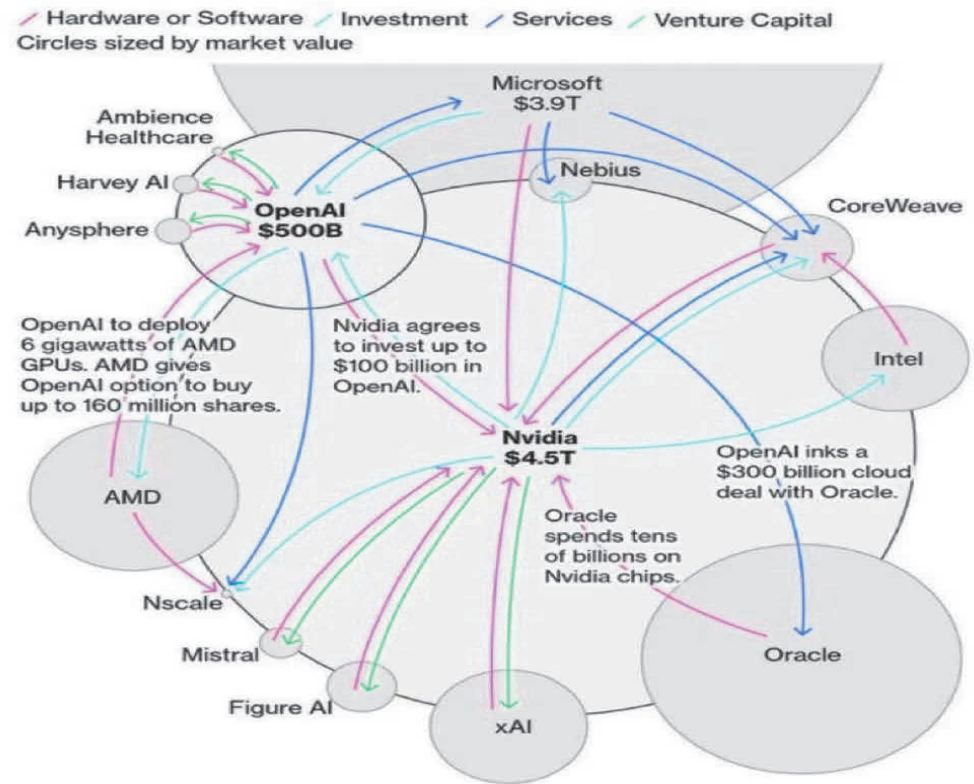 Hardware or Software Investment Services Venture Capital
Circles sized by market value
Microsoft
$3.9T
Ambience
Healthcare
Harvey AI
Anysphere
OpenAI
$500B
Nebius
CoreWeave
OpenAI to deploy
6 gigawatts of AMD
GPUs. AMD gives
OpenAI option to buy
up to 160 million shares.
Nvidia agrees
to invest up to
$100 billion in
OpenAI.
Intel
Nvidia
$4.5T
OpenAI inks a
$300 billion cloud
deal with Oracle.
AMD
Oracle
spends tens
of billions on
Nvidia chips.
Nscale
Mistral
Figure AI
xAI
Oracle